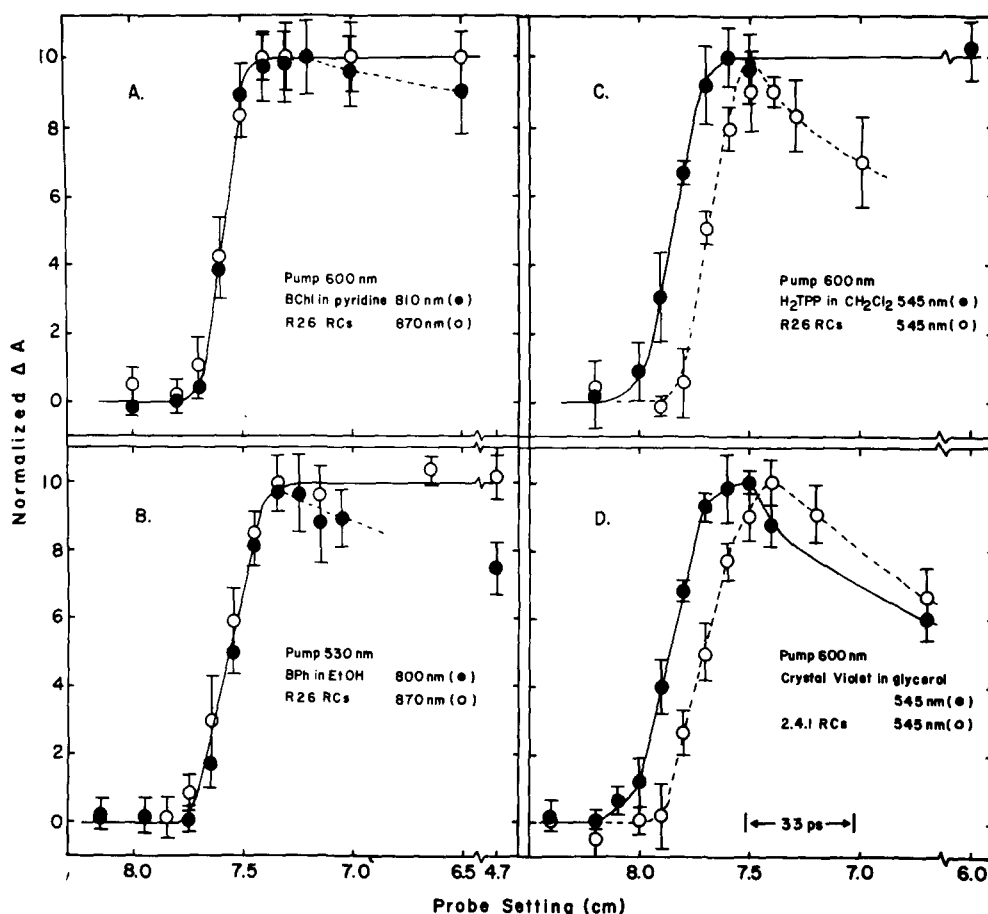 Normalized Δ A
10
8
6
4
2
0
A.
Pump 600 nm
BChl in pyridine 810 nm (●)
R26 RCs 870 nm (○)
10
8
6
4
2
0
B.
Pump 530 nm
BPh in EtOH 800 nm (●)
R26 RCs 870 nm (○)
8.0 7.5 7.0 6.5 4.7
C.
Pump 600 nm
H₂TPP in CH₂Cl₂ 545 nm (●)
R26 RCs 545 nm (○)
D.
Pump 600 nm
Crystal Violet in glycerol
545 nm (●)
2.4.1 RCs 545 nm (○)
33 ps
8.0 7.5 7.0 6.0
Probe Setting (cm)